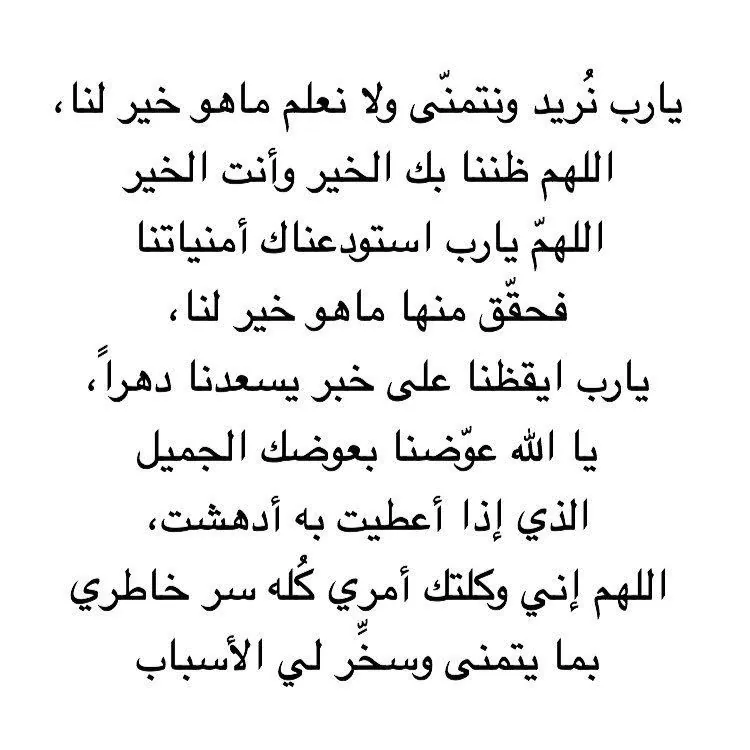 يارب نُريد ونتمنّى ولا نعلم ماهو خير لنا،
اللهم ظننا بك الخير وأنت الخير
اللهمّ يارب استودعناك أمنياتنا
فحقّق منها ماهو خير لنا،
يارب ايقظنا على خبر يسعدنا دهراً،
يا الله عوّضنا بعوضك الجميل
الذي إذا أعطيت به أدهشت،
اللهم إني وكلتك أمري كُله سر خاطري
بما يتمنى وسخِّر لي الأسباب